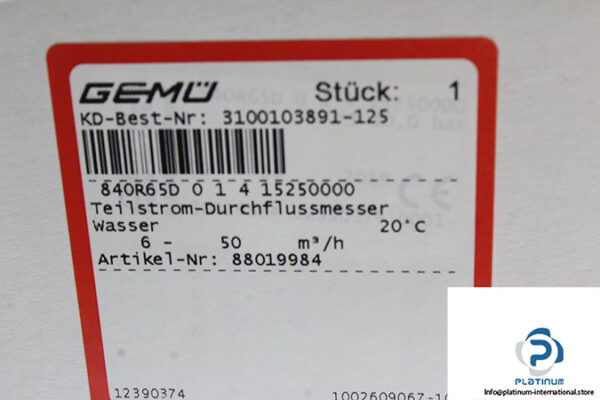 GEMÜ Stück: 1
KD-Best-Nr: 3100103891-125
840R65D 0 1 4 15250000
Teilstrom-Durchflussmesser
Wasser 20°C
6 - 50 m³/h
Artikel-Nr: 88019984
12390374
PLATINUM
Info@platinum-international.store